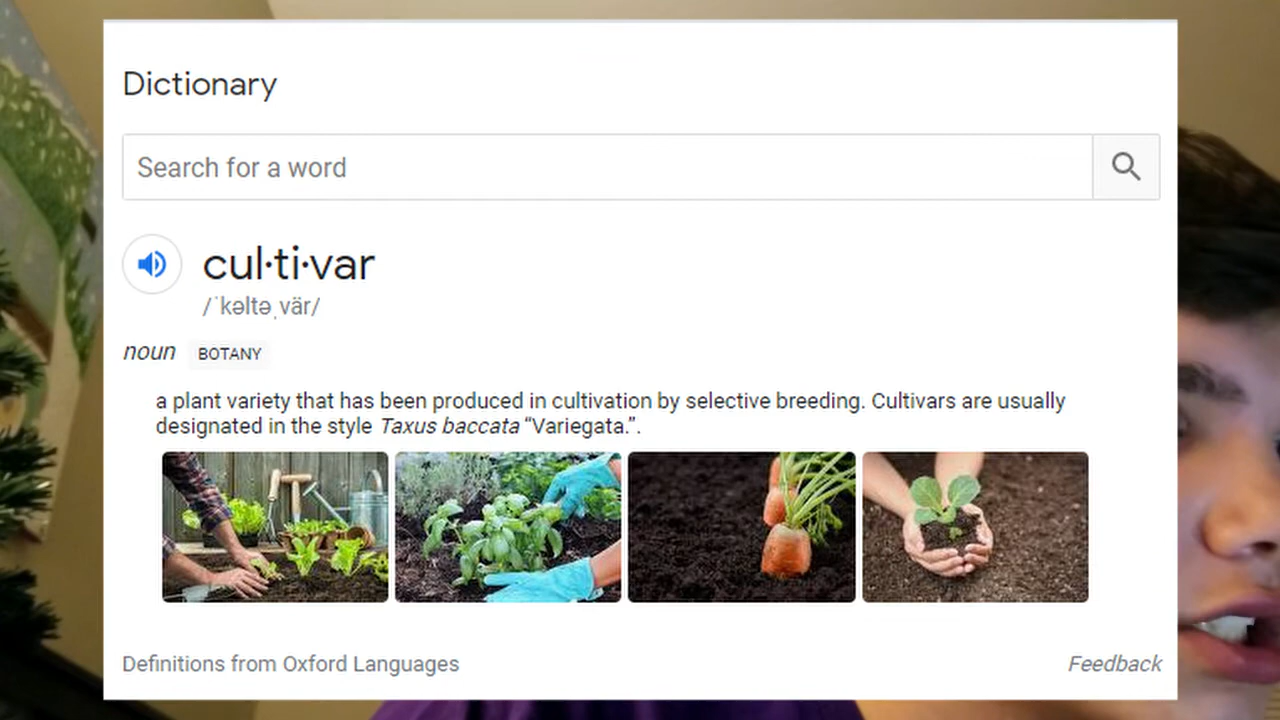 Dictionary
Search for a word
cul·ti·var
/ˈkəltəˌvär/
noun BOTANY
a plant variety that has been produced in cultivation by selective breeding. Cultivars are usually
designated in the style Taxus baccata “Variegata.”.
Definitions from Oxford Languages Feedback